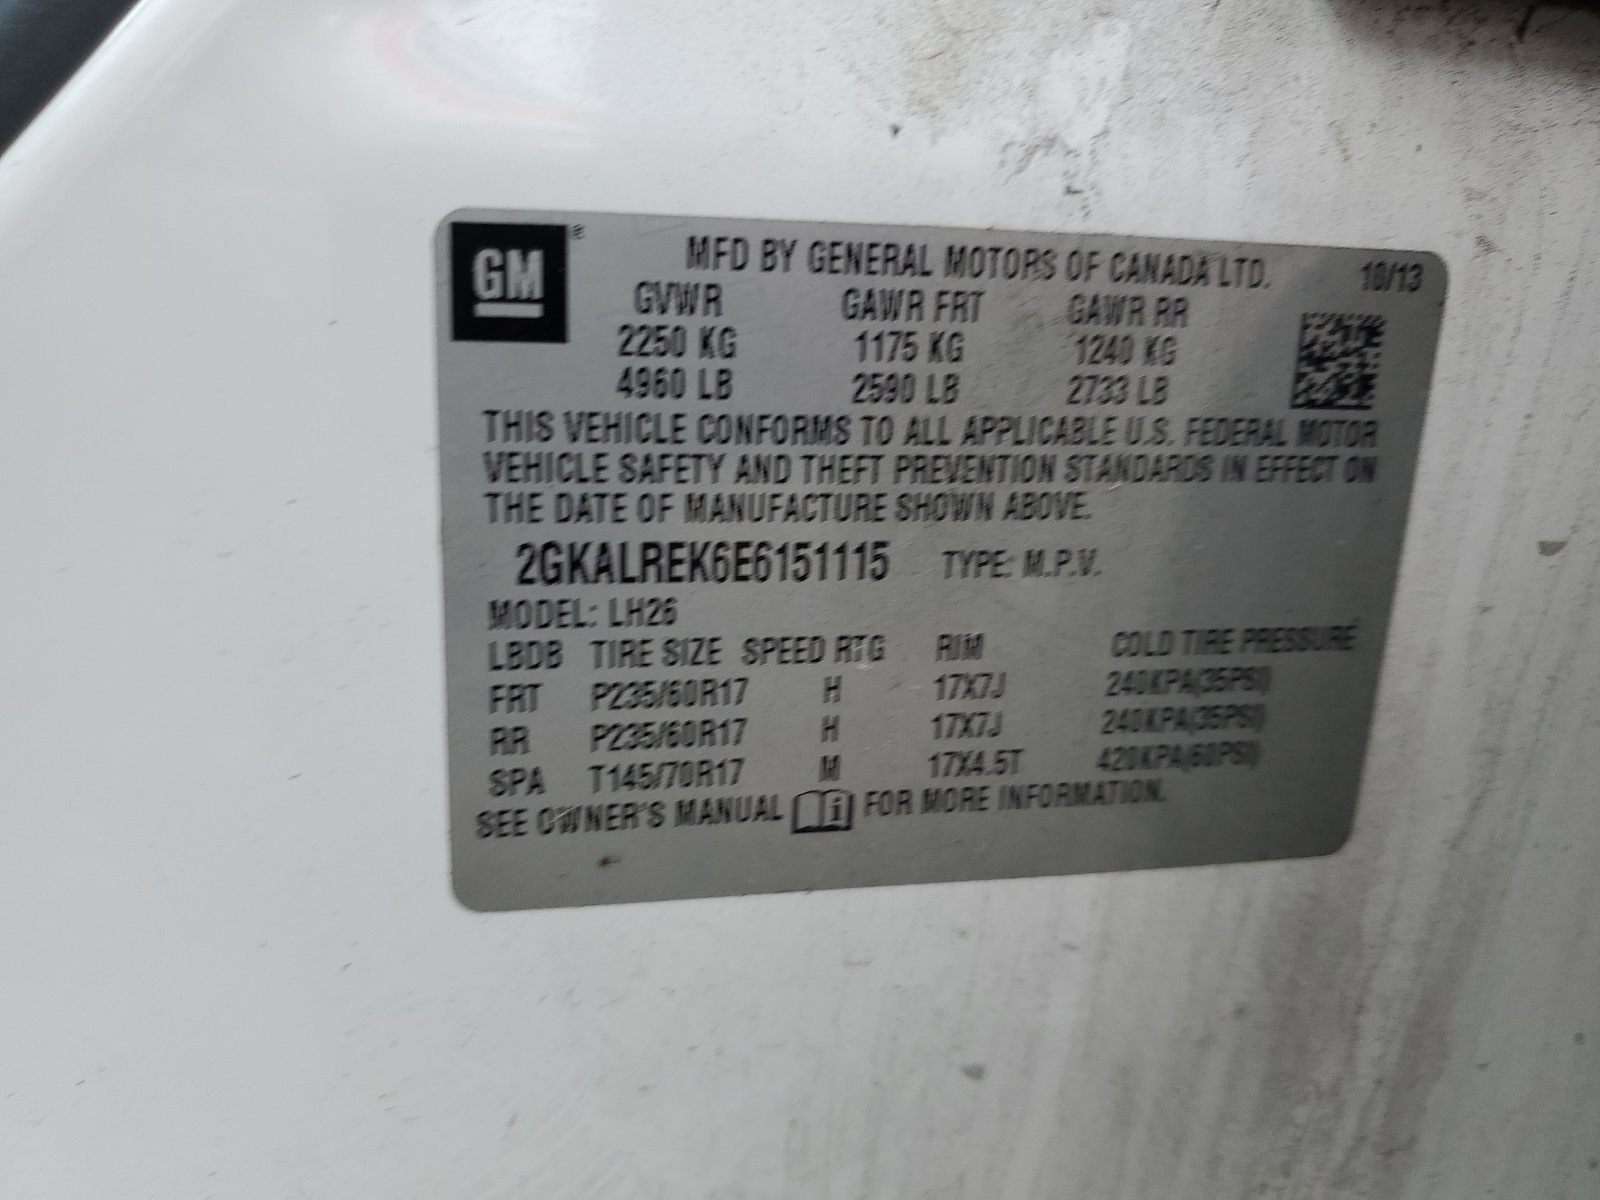 GM ® MFD BY GENERAL MOTORS OF CANADA LTD. 10/13
GVWR GAWR FRT GAWR RR
2250 KG 1175 KG 1240 KG
4960 LB 2590 LB 2733 LB
THIS VEHICLE CONFORMS TO ALL APPLICABLE U.S. FEDERAL MOTOR
VEHICLE SAFETY AND THEFT PREVENTION STANDARDS IN EFFECT ON
THE DATE OF MANUFACTURE SHOWN ABOVE.
2GKALREK6E6151115 TYPE: M.P.V.
MODEL: LH26
LBDB TIRE SIZE SPEED RTG RIM COLD TIRE PRESSURE
FRT P235/60R17 H 17X7J 240KPA(35PSI)
RR P235/60R17 H 17X7J 240KPA(35PSI)
SPA T145/70R17 M 17X4.5T 420KPA(60PSI)
SEE OWNER'S MANUAL i FOR MORE INFORMATION.